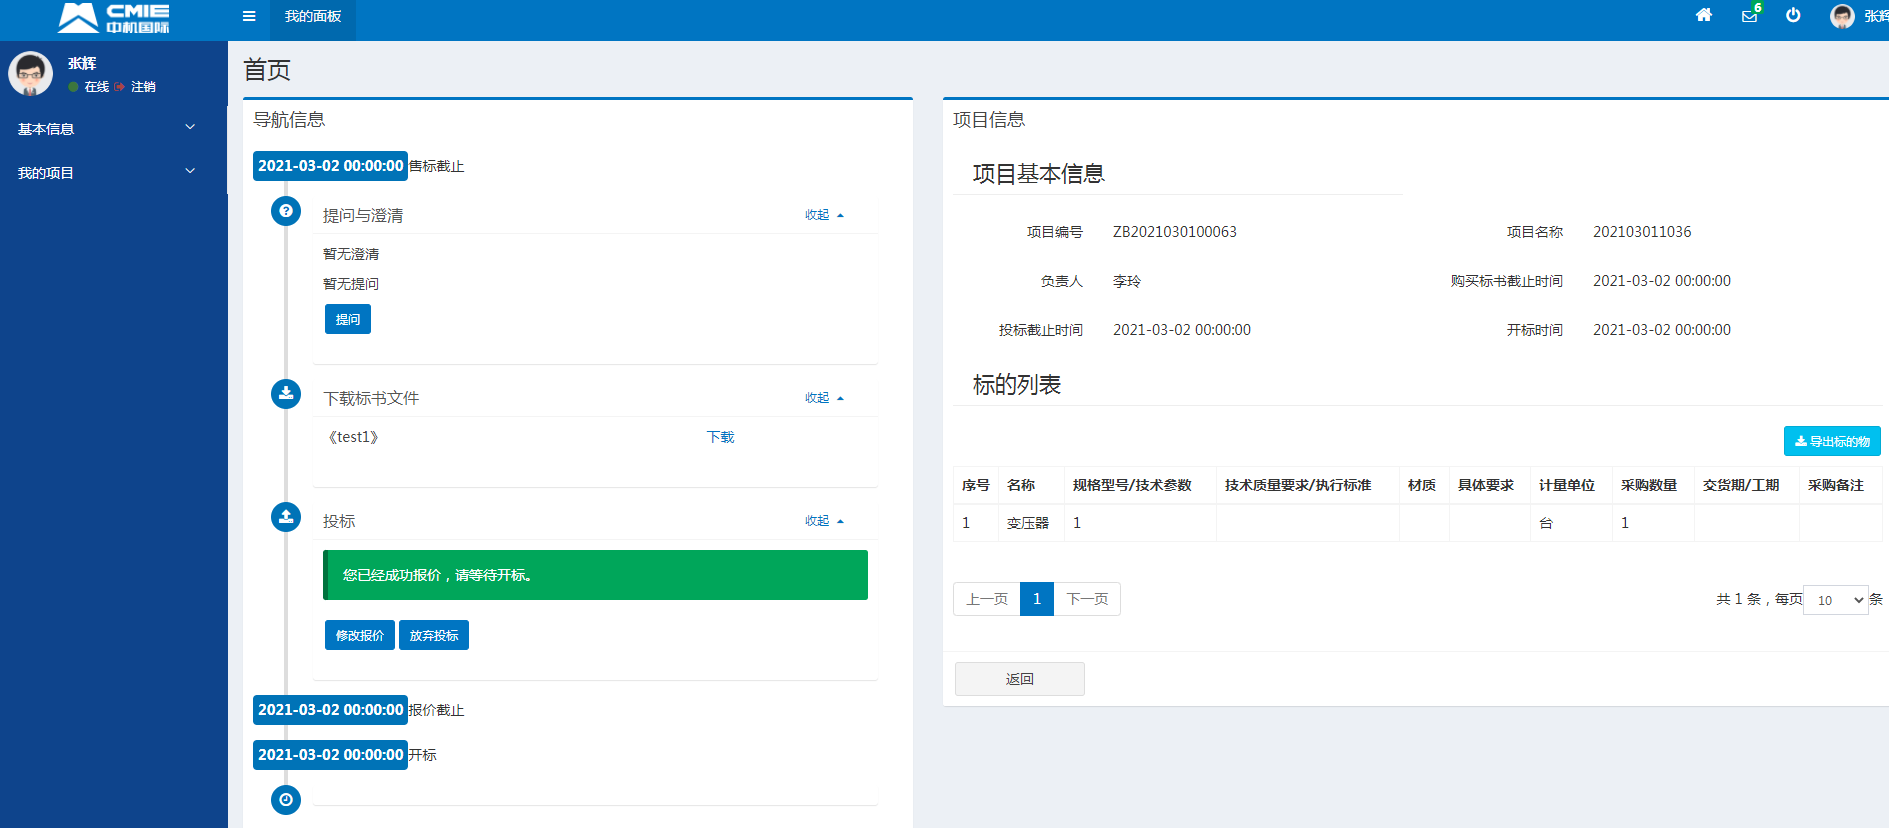 CMIE
中机国际
我的面板
6
张辉
张辉
在线 注销
基本信息
我的项目
首页
导航信息
2021-03-02 00:00:00 售标截止
提问与澄清 收起
暂无澄清
暂无提问
提问
下载标书文件 收起
《test1》 下载
投标 收起
您已经成功报价，请等待开标。
修改报价 放弃投标
2021-03-02 00:00:00 报价截止
2021-03-02 00:00:00 开标
项目信息
项目基本信息
项目编号 ZB2021030100063 项目名称 202103011036
负责人 李玲 购买标书截止时间 2021-03-02 00:00:00
投标截止时间 2021-03-02 00:00:00 开标时间 2021-03-02 00:00:00
标的列表
导出标的物
序号 名称 规格型号/技术参数 技术质量要求/执行标准 材质 具体要求 计量单位 采购数量 交货期/工期 采购备注
1 变压器 1 台 1
上一页 1 下一页 共 1 条，每页 10 条
返回